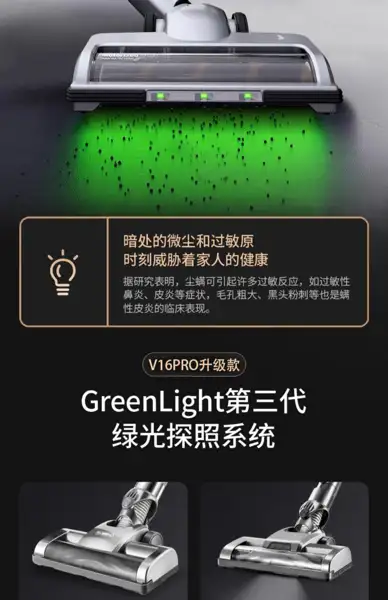 暗处的微尘和过敏原
时刻威胁着家人的健康
据研究表明，尘螨可引起许多过敏反应，如过敏性
鼻炎、皮炎等症状，毛孔粗大、黑头粉刺等也是螨
性皮炎的临床表现。
V16PRO升级款
GreenLight第三代
绿光探照系统